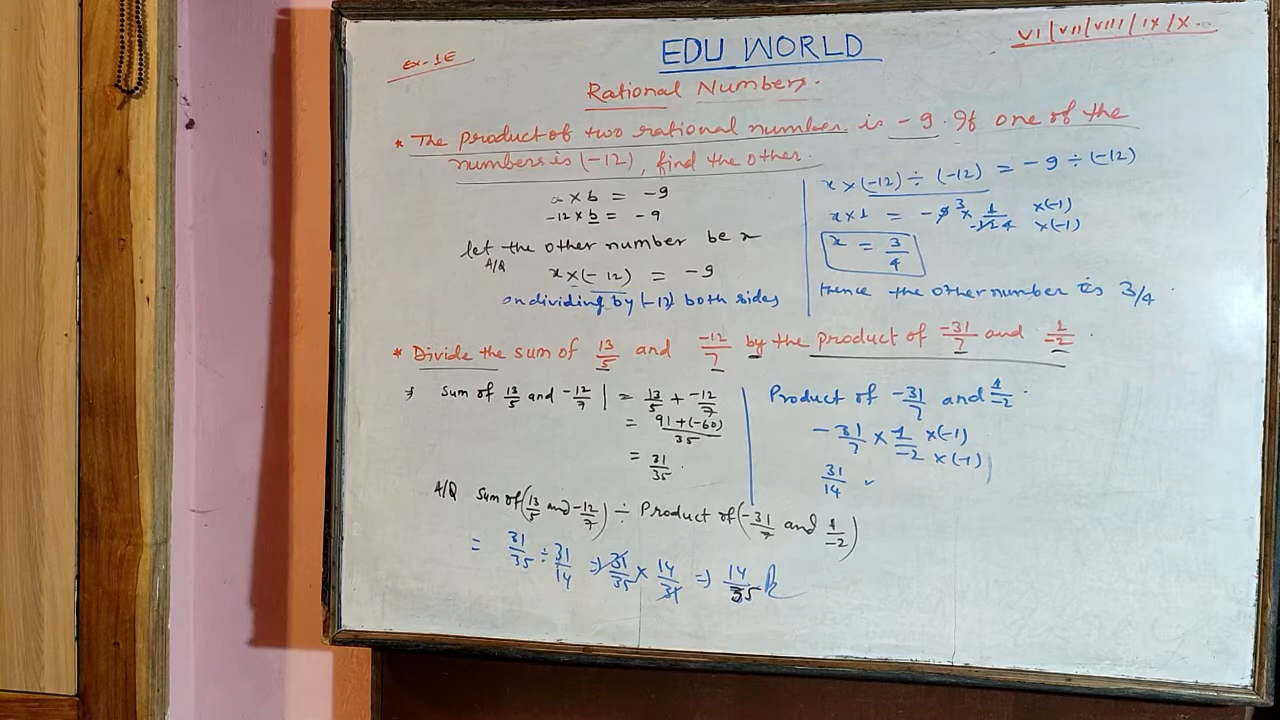 Ex-1E
EDU WORLD
VI/VII/VIII/IX/X.
Rational Numbers.
* The product of two rational number is -9. If one of the
numbers is (-12), find the other.
a × b = -9
-12 × b = -9
let the other number be x
A/Q
x × (-12) = -9
on dividing by (-12) both sides
x × (-12) ÷ (-12) = -9 ÷ (-12)
x × 1 = -9 3 × 1/-12 4 ×(-1) ×(-1)
x = 3/4
Hence the other number is 3/4.
* Divide the sum of 13/5 and -12/7 by the product of -31/7 and 1/-2.
Sum of 13/5 and -12/7 = 13/5 + -12/7
= 91+(-60)/35
= 31/35.
Product of -31/7 and 1/-2.
-31/7 × 1/-2 ×(-1) ×(-1)
31/14
A/Q Sum of (13/5 and -12/7) ÷ Product of (-31/7 and 1/-2)
= 31/35 ÷ 31/14 => 31/35 × 14/31 => 14/35